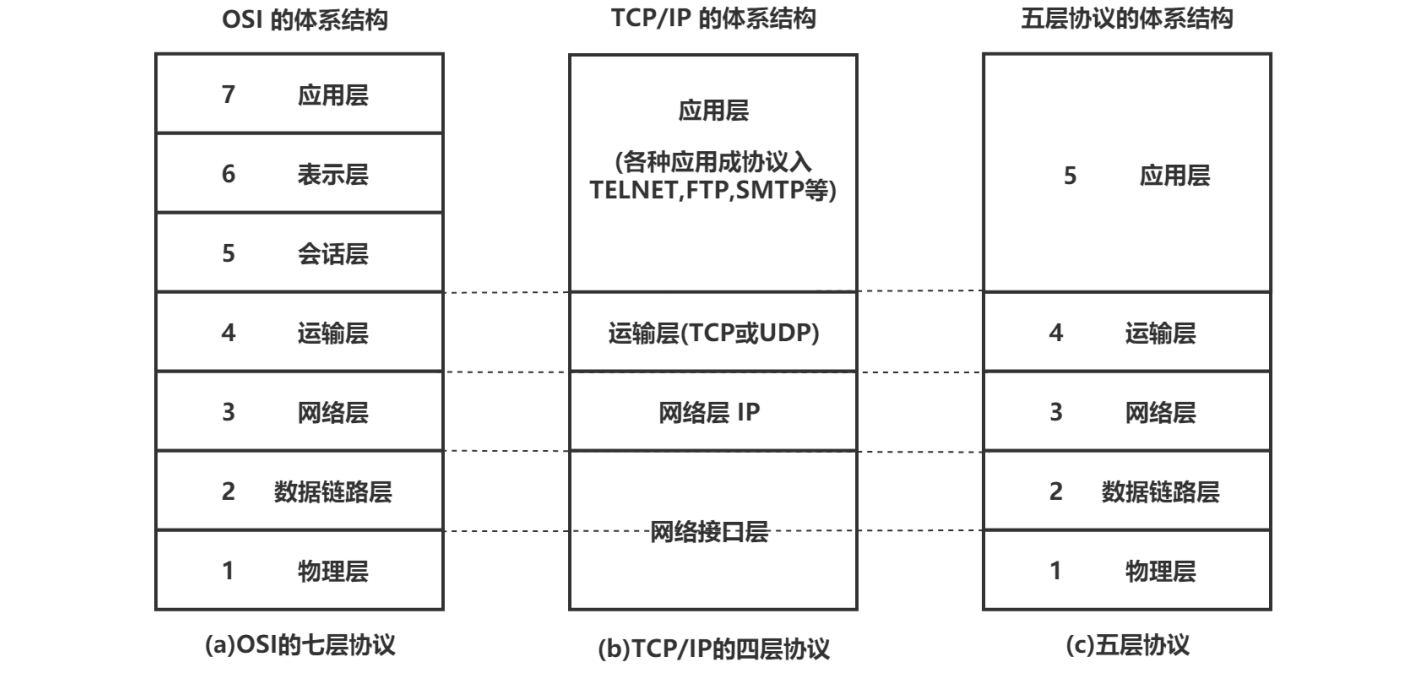 OSI 的体系结构
7 应用层
6 表示层
5 会话层
4 运输层
3 网络层
2 数据链路层
1 物理层
(a)OSI的七层协议
TCP/IP 的体系结构
应用层
(各种应用成协议入
TELNET,FTP,SMTP等)
运输层(TCP或UDP)
网络层 IP
网络接口层
(b)TCP/IP的四层协议
五层协议的体系结构
5 应用层
4 运输层
3 网络层
2 数据链路层
1 物理层
(c)五层协议